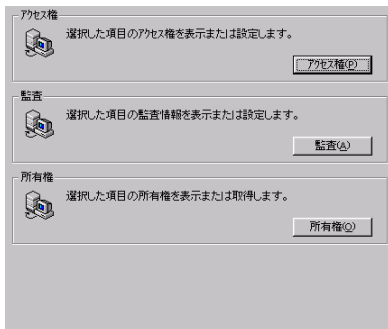 アクセス権
選択した項目のアクセス権を表示または設定します。
アクセス権(P)
監査
選択した項目の監査情報を表示または設定します。
監査(A)
所有権
選択した項目の所有権を表示または取得します。
所有権(O)